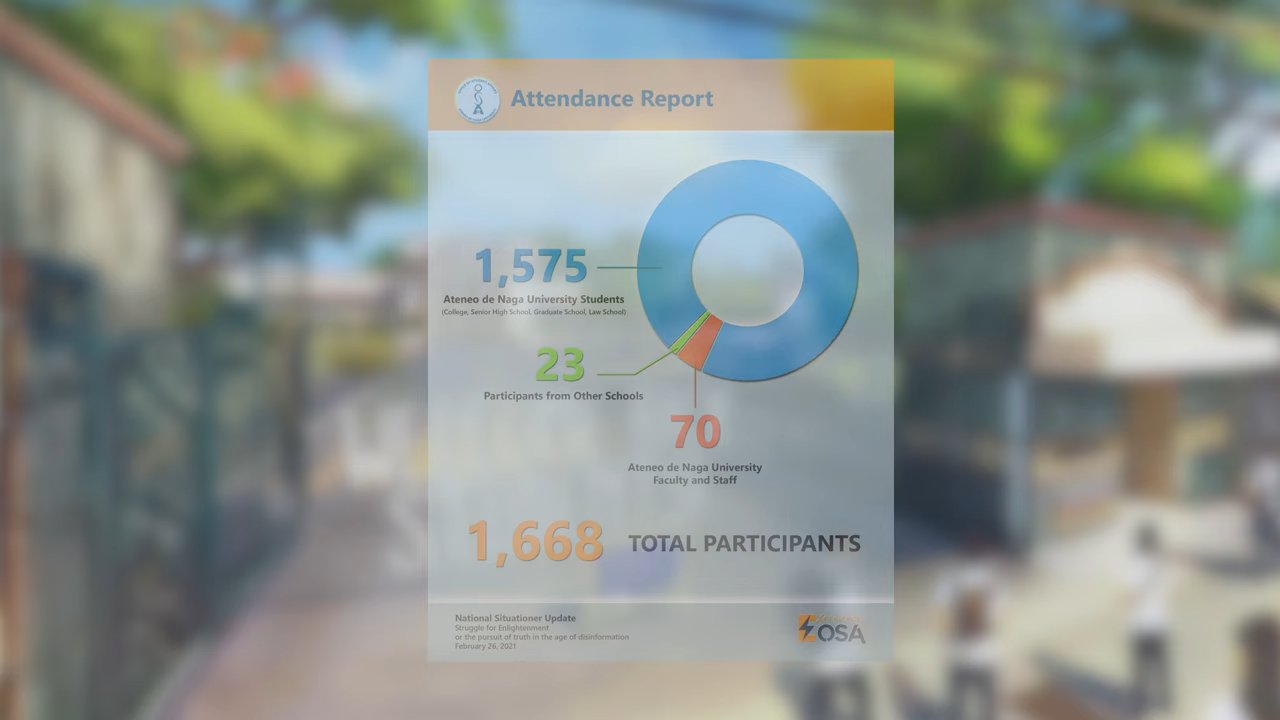 Attendance Report
1,575
Ateneo de Naga University Students
(College, Senior High School, Graduate School, Law School)
23
Participants from Other Schools
70
Ateneo de Naga University
Faculty and Staff
1,668 TOTAL PARTICIPANTS
National Situationer Update
Struggle for Enlightenment
or the pursuit of truth in the age of disinformation
February 26, 2021
OSA